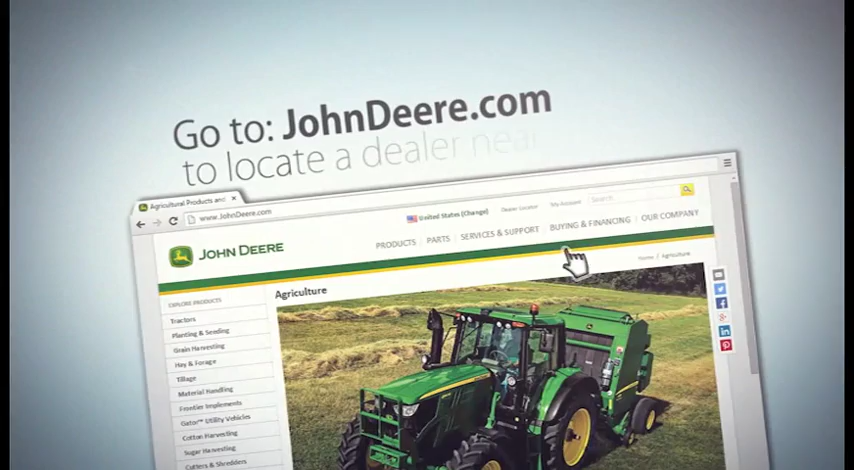 Go to: JohnDeere.com
to locate a dealer near
Agricultural Products and
www.JohnDeere.com
United States (Change)
Dealer Locator
My Account
Search
JOHN DEERE
PRODUCTS
PARTS
SERVICES & SUPPORT
BUYING & FINANCING
OUR COMPANY
Home / Agriculture
EXPLORE PRODUCTS
Agriculture
Tractors
Planting & Seeding
Grain Harvesting
Hay & Forage
Tillage
Material Handling
Frontier Implements
Gator™ Utility Vehicles
Cotton Harvesting
Sugar Harvesting
Cutters & Shredders